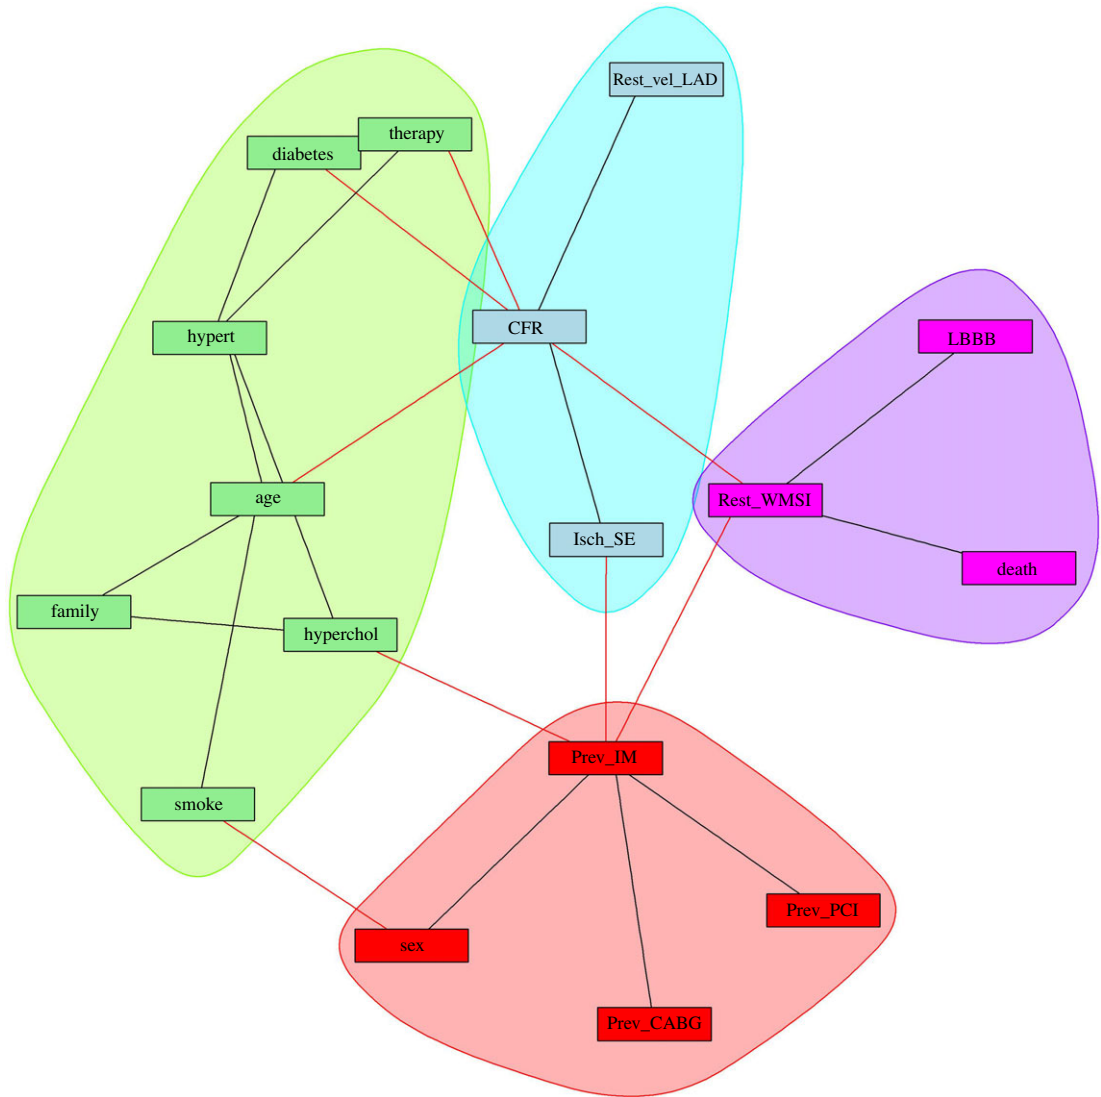 Rest_vel_LAD
therapy
diabetes
CFR
hypert
LBBB
age
Rest_WMSI
Isch_SE
death
family
hyperchol
Prev_IM
smoke
Prev_PCI
sex
Prev_CABG